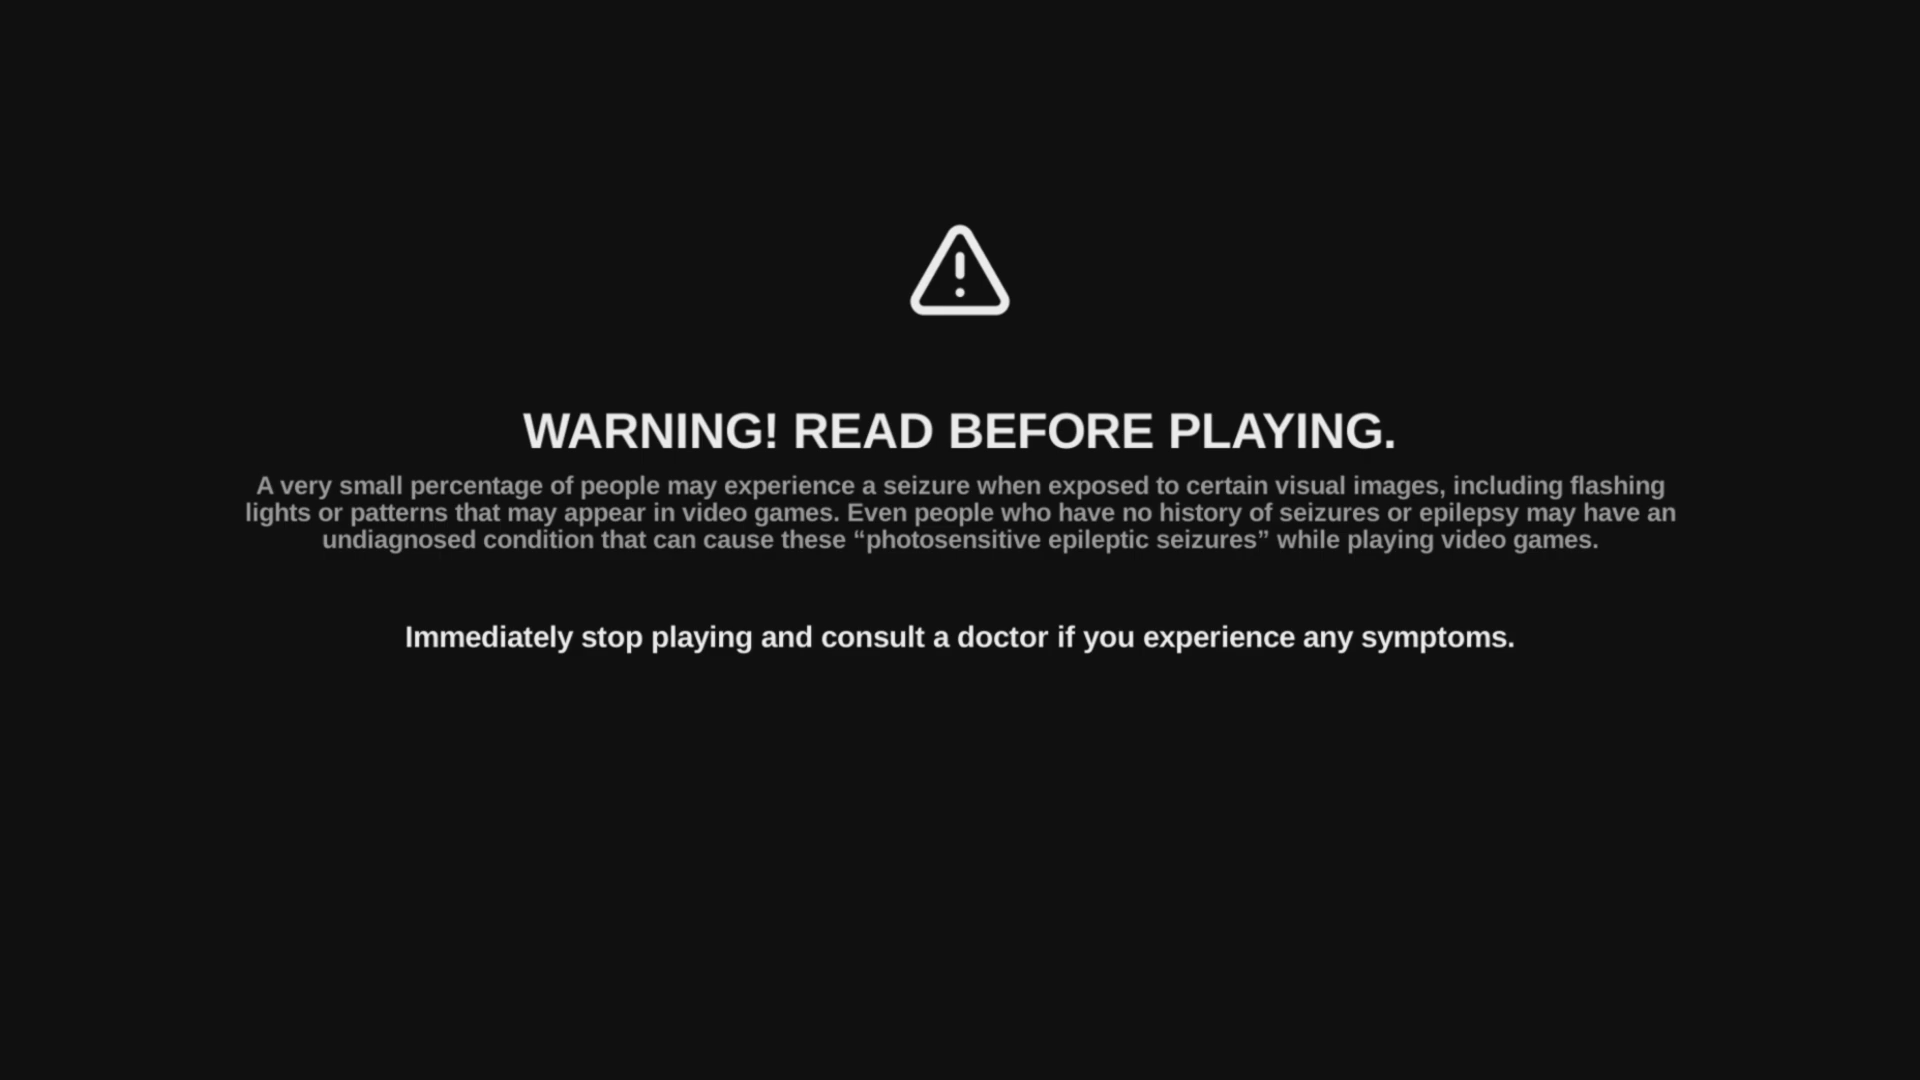 WARNING! READ BEFORE PLAYING.
A very small percentage of people may experience a seizure when exposed to certain visual images, including flashing
lights or patterns that may appear in video games. Even people who have no history of seizures or epilepsy may have an
undiagnosed condition that can cause these “photosensitive epileptic seizures” while playing video games.
Immediately stop playing and consult a doctor if you experience any symptoms.